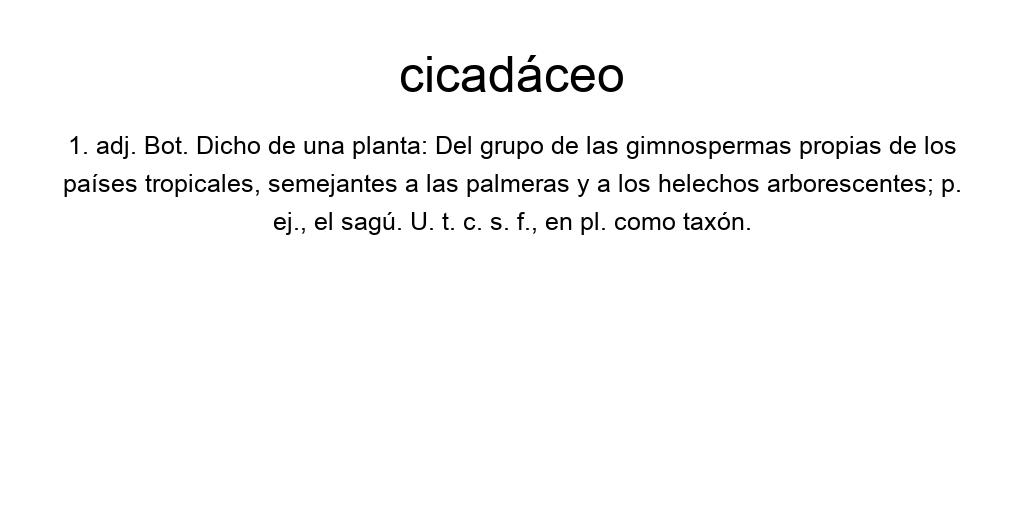 cicadáceo
1. adj. Bot. Dicho de una planta: Del grupo de las gimnospermas propias de los
países tropicales, semejantes a las palmeras y a los helechos arborescentes; p.
ej., el sagú. U. t. c. s. f., en pl. como taxón.